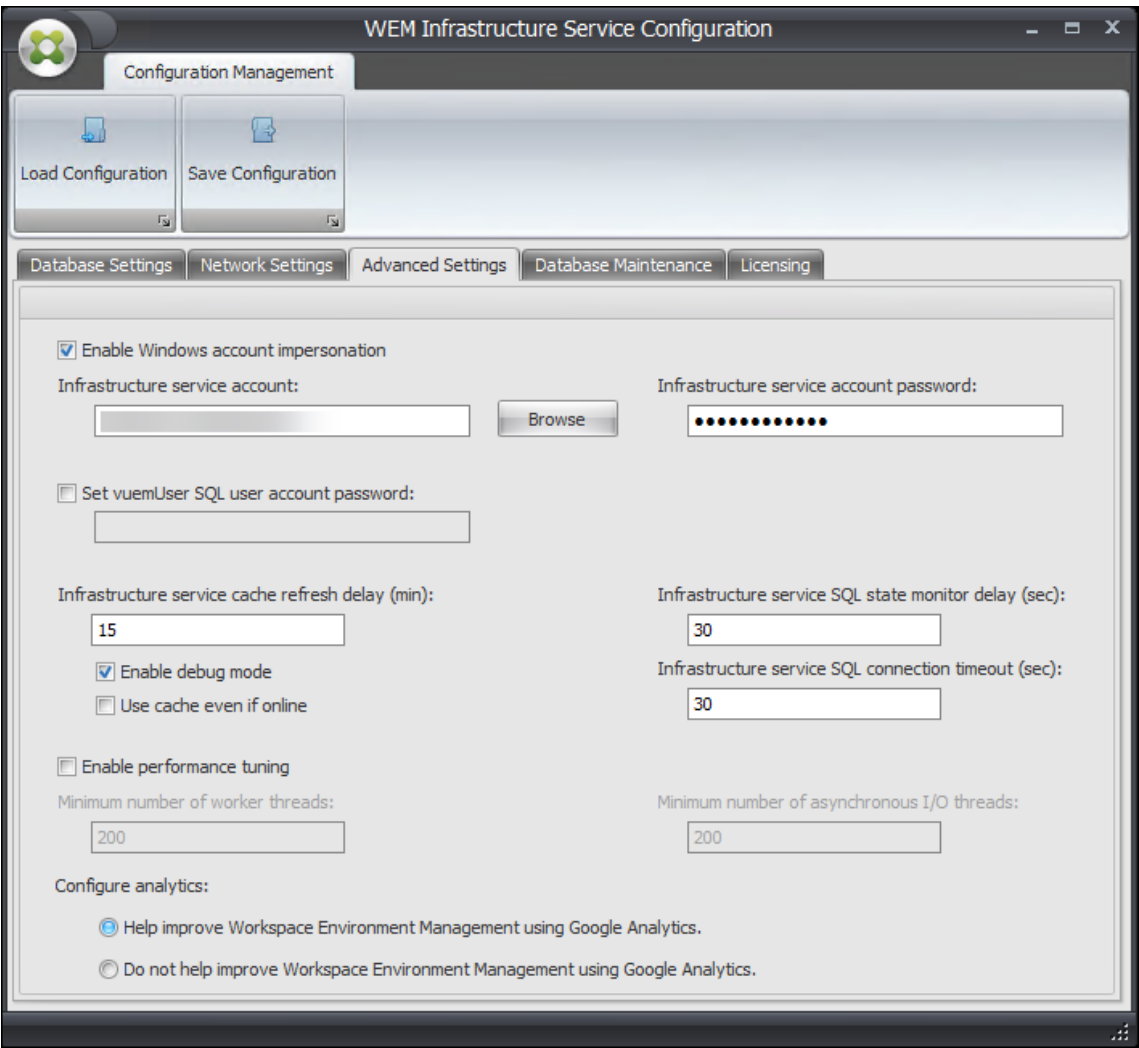 WEM Infrastructure Service Configuration
Configuration Management
Load Configuration
Save Configuration
Database Settings
Network Settings
Advanced Settings
Database Maintenance
Licensing
Enable Windows account impersonation
Infrastructure service account:
Infrastructure service account password:
Browse
••••••••••••
Set vuemUser SQL user account password:
Infrastructure service cache refresh delay (min):
Infrastructure service SQL state monitor delay (sec):
15
30
Enable debug mode
Infrastructure service SQL connection timeout (sec):
Use cache even if online
30
Enable performance tuning
Minimum number of worker threads:
Minimum number of asynchronous I/O threads:
200
200
Configure analytics:
Help improve Workspace Environment Management using Google Analytics.
Do not help improve Workspace Environment Management using Google Analytics.